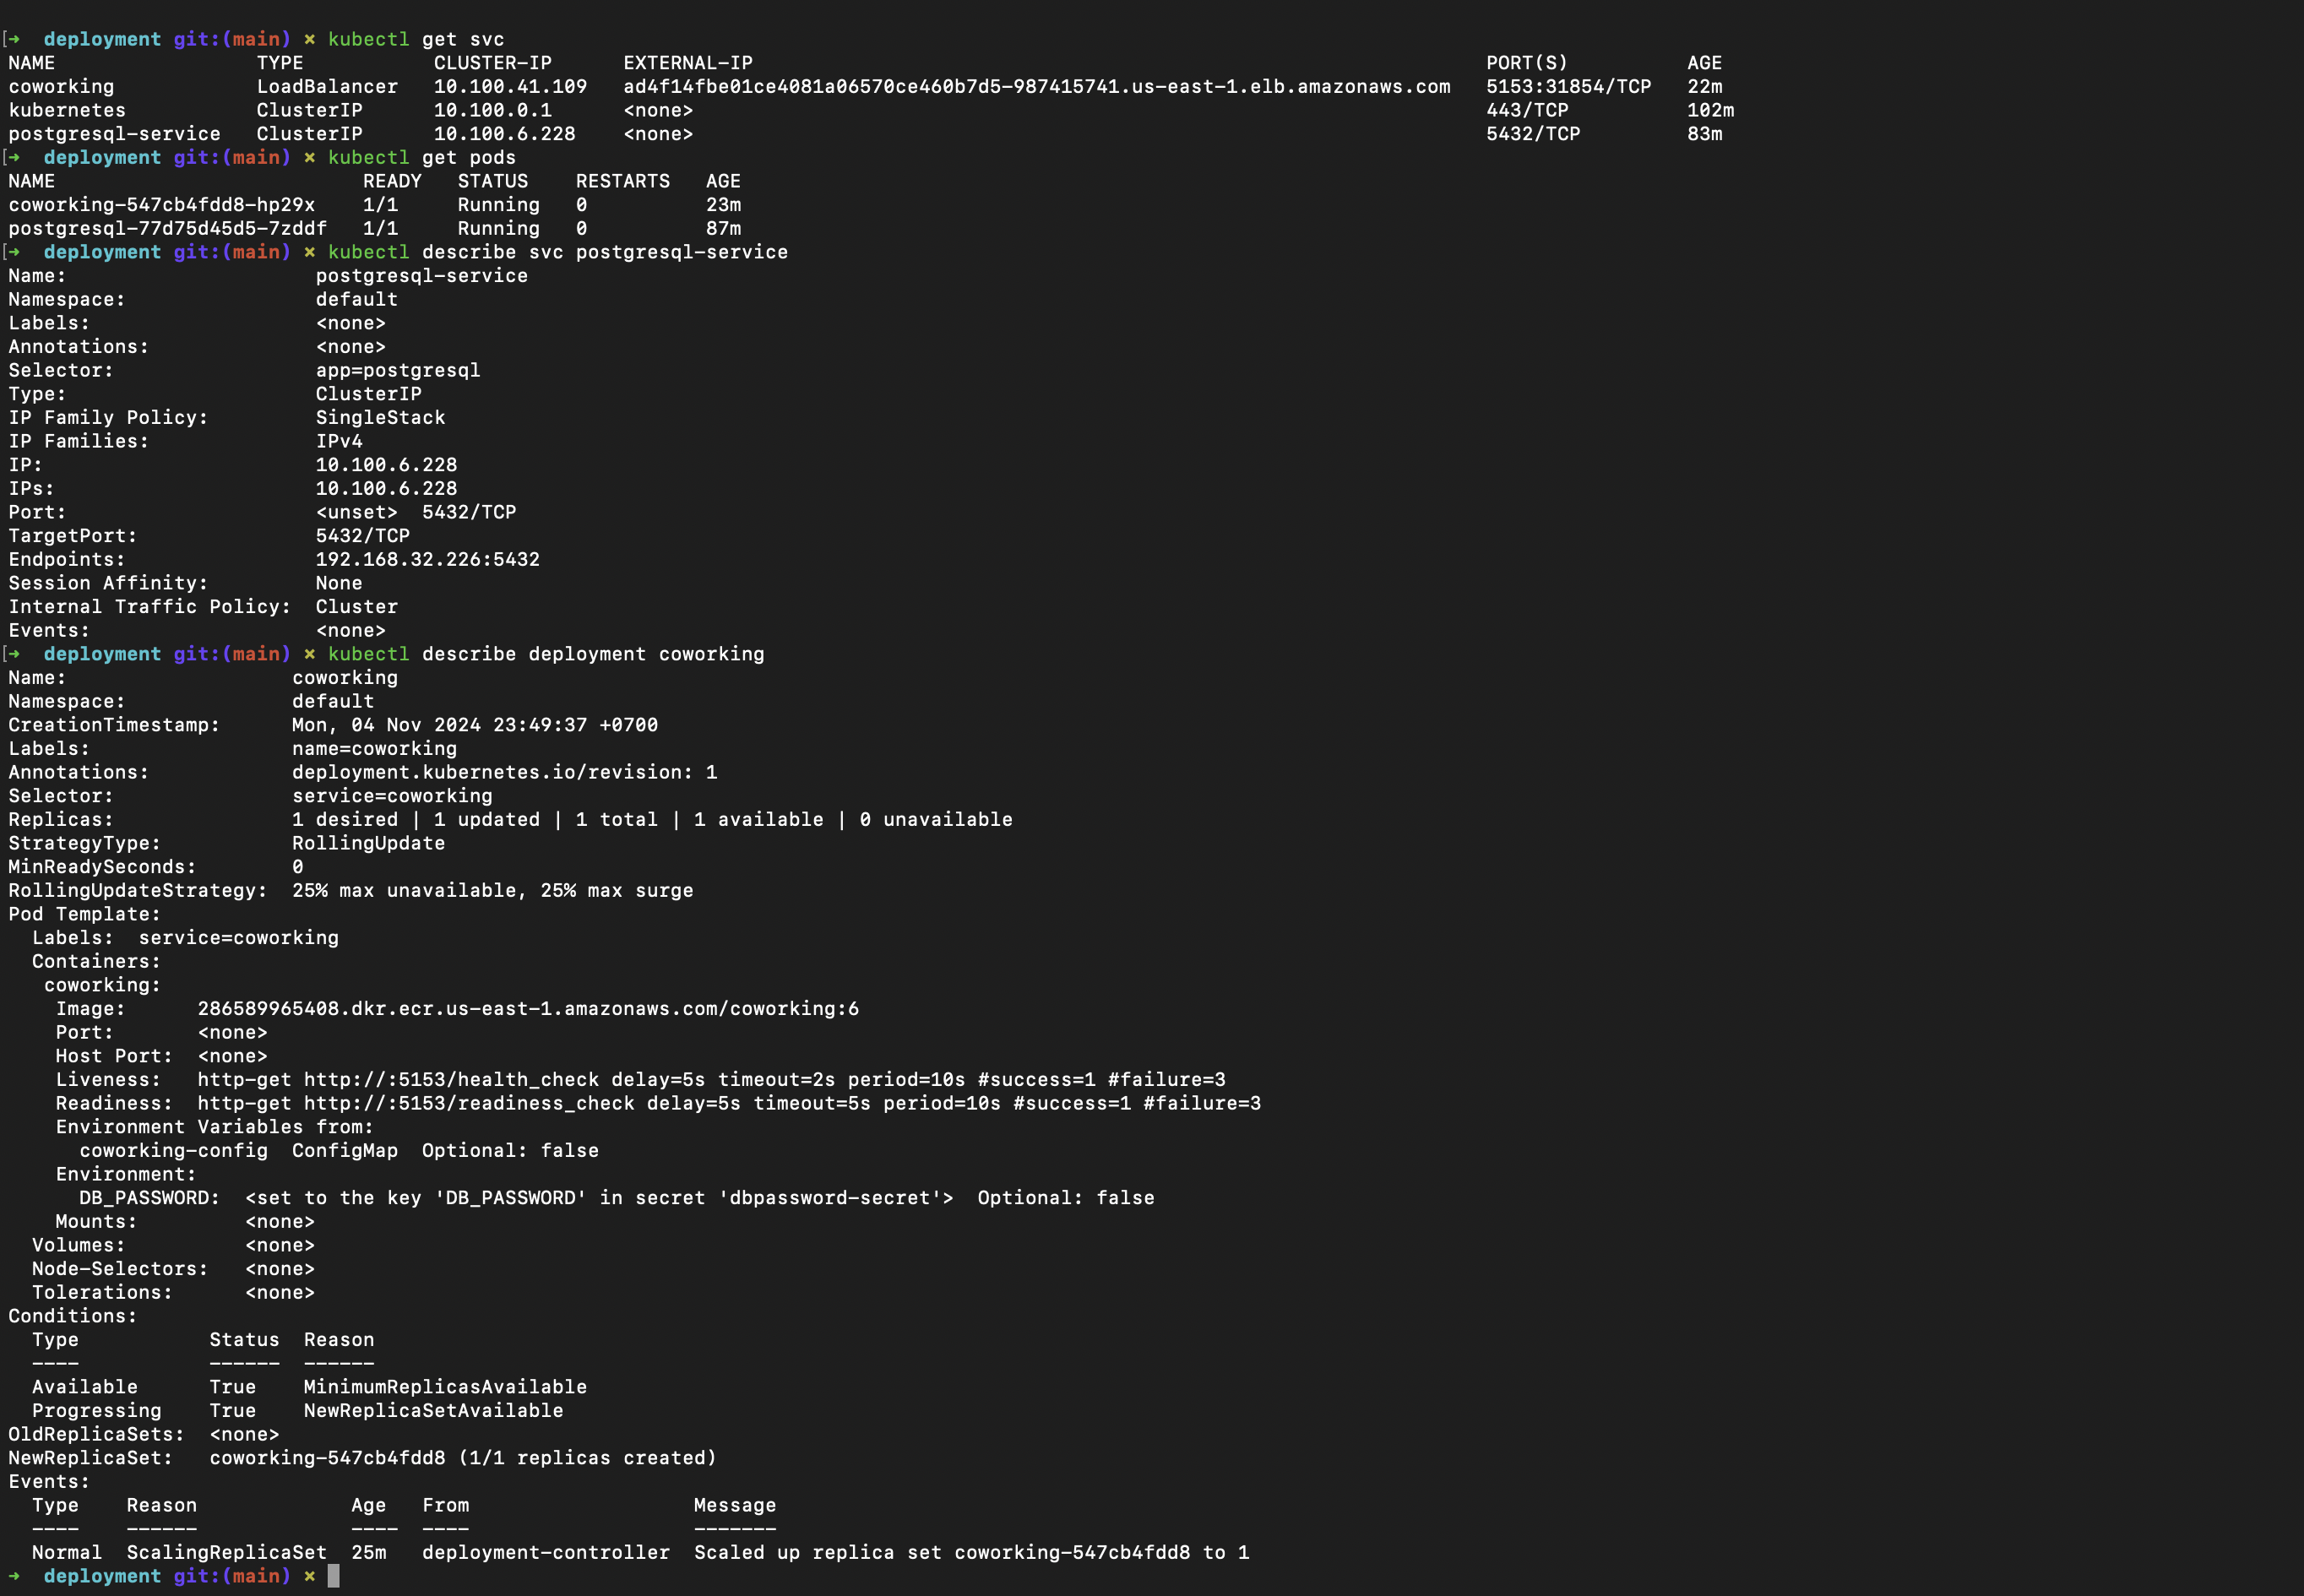 [➜  deployment git:(main) ✗ kubectl get svc
NAME                 TYPE           CLUSTER-IP      EXTERNAL-IP                                                              PORT(S)          AGE
coworking            LoadBalancer   10.100.41.109   ad4f14fbe01ce4081a06570ce460b7d5-987415741.us-east-1.elb.amazonaws.com   5153:31854/TCP   22m
kubernetes           ClusterIP      10.100.0.1      <none>                                                                   443/TCP          102m
postgresql-service   ClusterIP      10.100.6.228    <none>                                                                   5432/TCP         83m
[➜  deployment git:(main) ✗ kubectl get pods
NAME                          READY   STATUS    RESTARTS   AGE
coworking-547cb4fdd8-hp29x    1/1     Running   0          23m
postgresql-77d75d45d5-7zddf   1/1     Running   0          87m
[➜  deployment git:(main) ✗ kubectl describe svc postgresql-service
Name:                     postgresql-service
Namespace:                default
Labels:                   <none>
Annotations:              <none>
Selector:                 app=postgresql
Type:                     ClusterIP
IP Family Policy:         SingleStack
IP Families:              IPv4
IP:                       10.100.6.228
IPs:                      10.100.6.228
Port:                     <unset>  5432/TCP
TargetPort:               5432/TCP
Endpoints:                192.168.32.226:5432
Session Affinity:         None
Internal Traffic Policy:  Cluster
Events:                   <none>
[➜  deployment git:(main) ✗ kubectl describe deployment coworking
Name:                   coworking
Namespace:              default
CreationTimestamp:      Mon, 04 Nov 2024 23:49:37 +0700
Labels:                 name=coworking
Annotations:            deployment.kubernetes.io/revision: 1
Selector:               service=coworking
Replicas:               1 desired | 1 updated | 1 total | 1 available | 0 unavailable
StrategyType:           RollingUpdate
MinReadySeconds:        0
RollingUpdateStrategy:  25% max unavailable, 25% max surge
Pod Template:
  Labels:  service=coworking
  Containers:
   coworking:
    Image:      286589965408.dkr.ecr.us-east-1.amazonaws.com/coworking:6
    Port:       <none>
    Host Port:  <none>
    Liveness:   http-get http://:5153/health_check delay=5s timeout=2s period=10s #success=1 #failure=3
    Readiness:  http-get http://:5153/readiness_check delay=5s timeout=5s period=10s #success=1 #failure=3
    Environment Variables from:
      coworking-config  ConfigMap  Optional: false
    Environment:
      DB_PASSWORD:  <set to the key 'DB_PASSWORD' in secret 'dbpassword-secret'>  Optional: false
    Mounts:         <none>
  Volumes:          <none>
  Node-Selectors:   <none>
  Tolerations:      <none>
Conditions:
  Type           Status  Reason
  ----           ------  ------
  Available      True    MinimumReplicasAvailable
  Progressing    True    NewReplicaSetAvailable
OldReplicaSets:  <none>
NewReplicaSet:   coworking-547cb4fdd8 (1/1 replicas created)
Events:
  Type    Reason             Age   From                   Message
  ----    ------             ----  ----                   -------
  Normal  ScalingReplicaSet  25m   deployment-controller  Scaled up replica set coworking-547cb4fdd8 to 1
➜  deployment git:(main) ✗